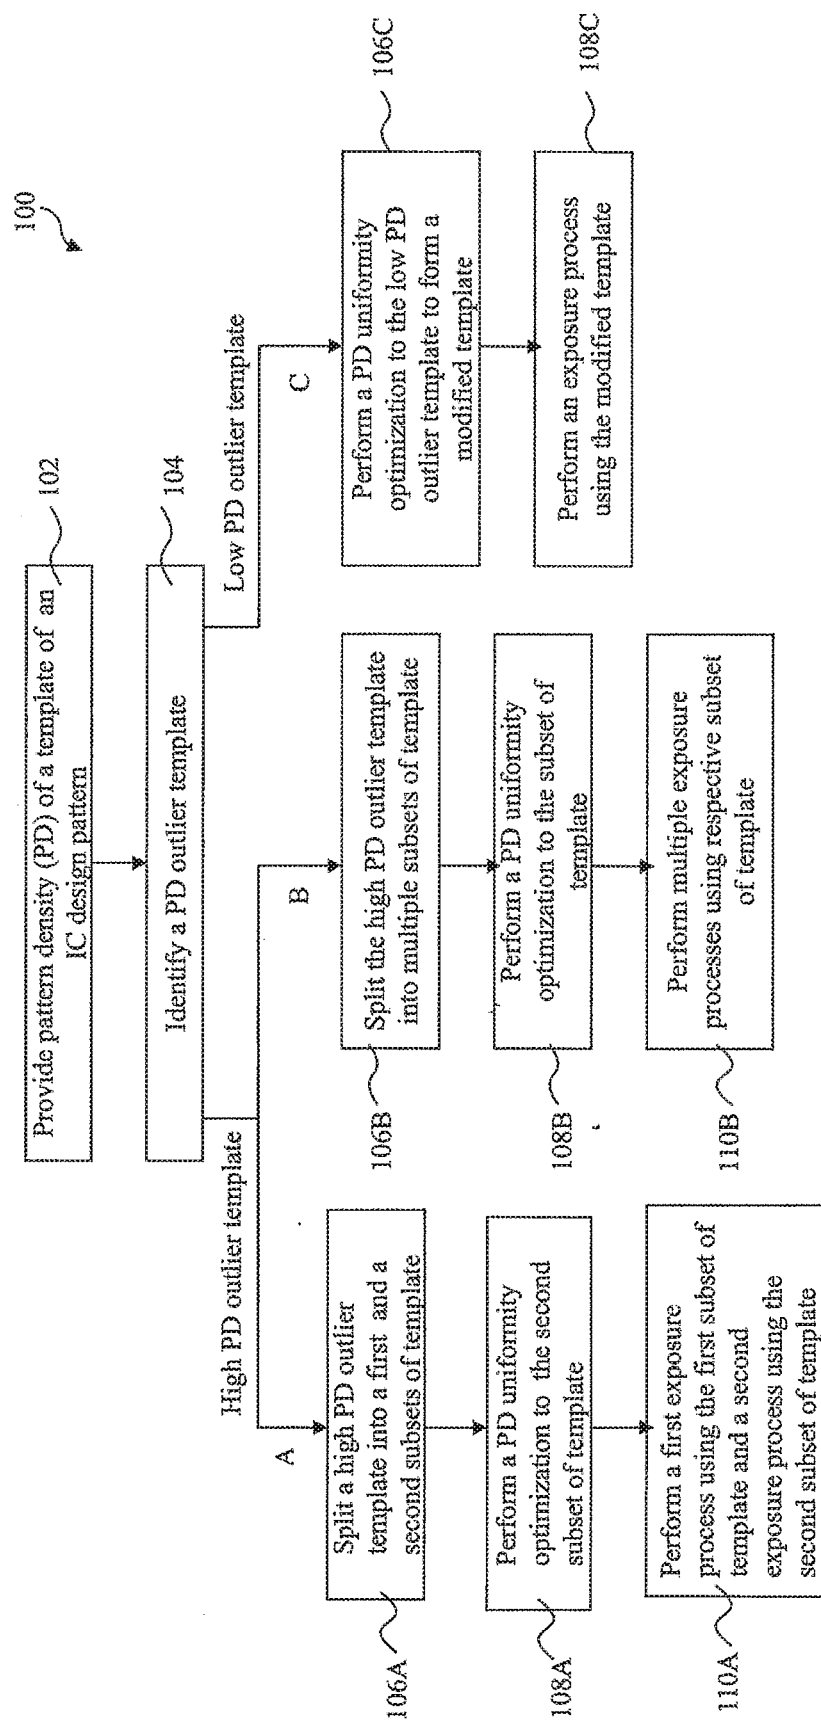 100
Provide pattern density (PD) of a template of an
IC design pattern
102
Identify a PD outlier template
104
High PD outlier template
Low PD outlier template
A
B
C
Split a high PD outlier
template into a first and a
second subsets of template
106A
Split the high PD outlier template
into multiple subsets of template
106B
Perform a PD uniformity
optimization to the low PD
outlier template to form a
modified template
106C
Perform a PD uniformity
optimization to the second
subset of template
108A
Perform a PD uniformity
optimization to the subset of
template
108B
Perform an exposure process
using the modified template
108C
Perform a first exposure
process using the first subset of
template and a second
exposure process using the
second subset of template
110A
Perform multiple exposure
processes using respective subset
of template
110B